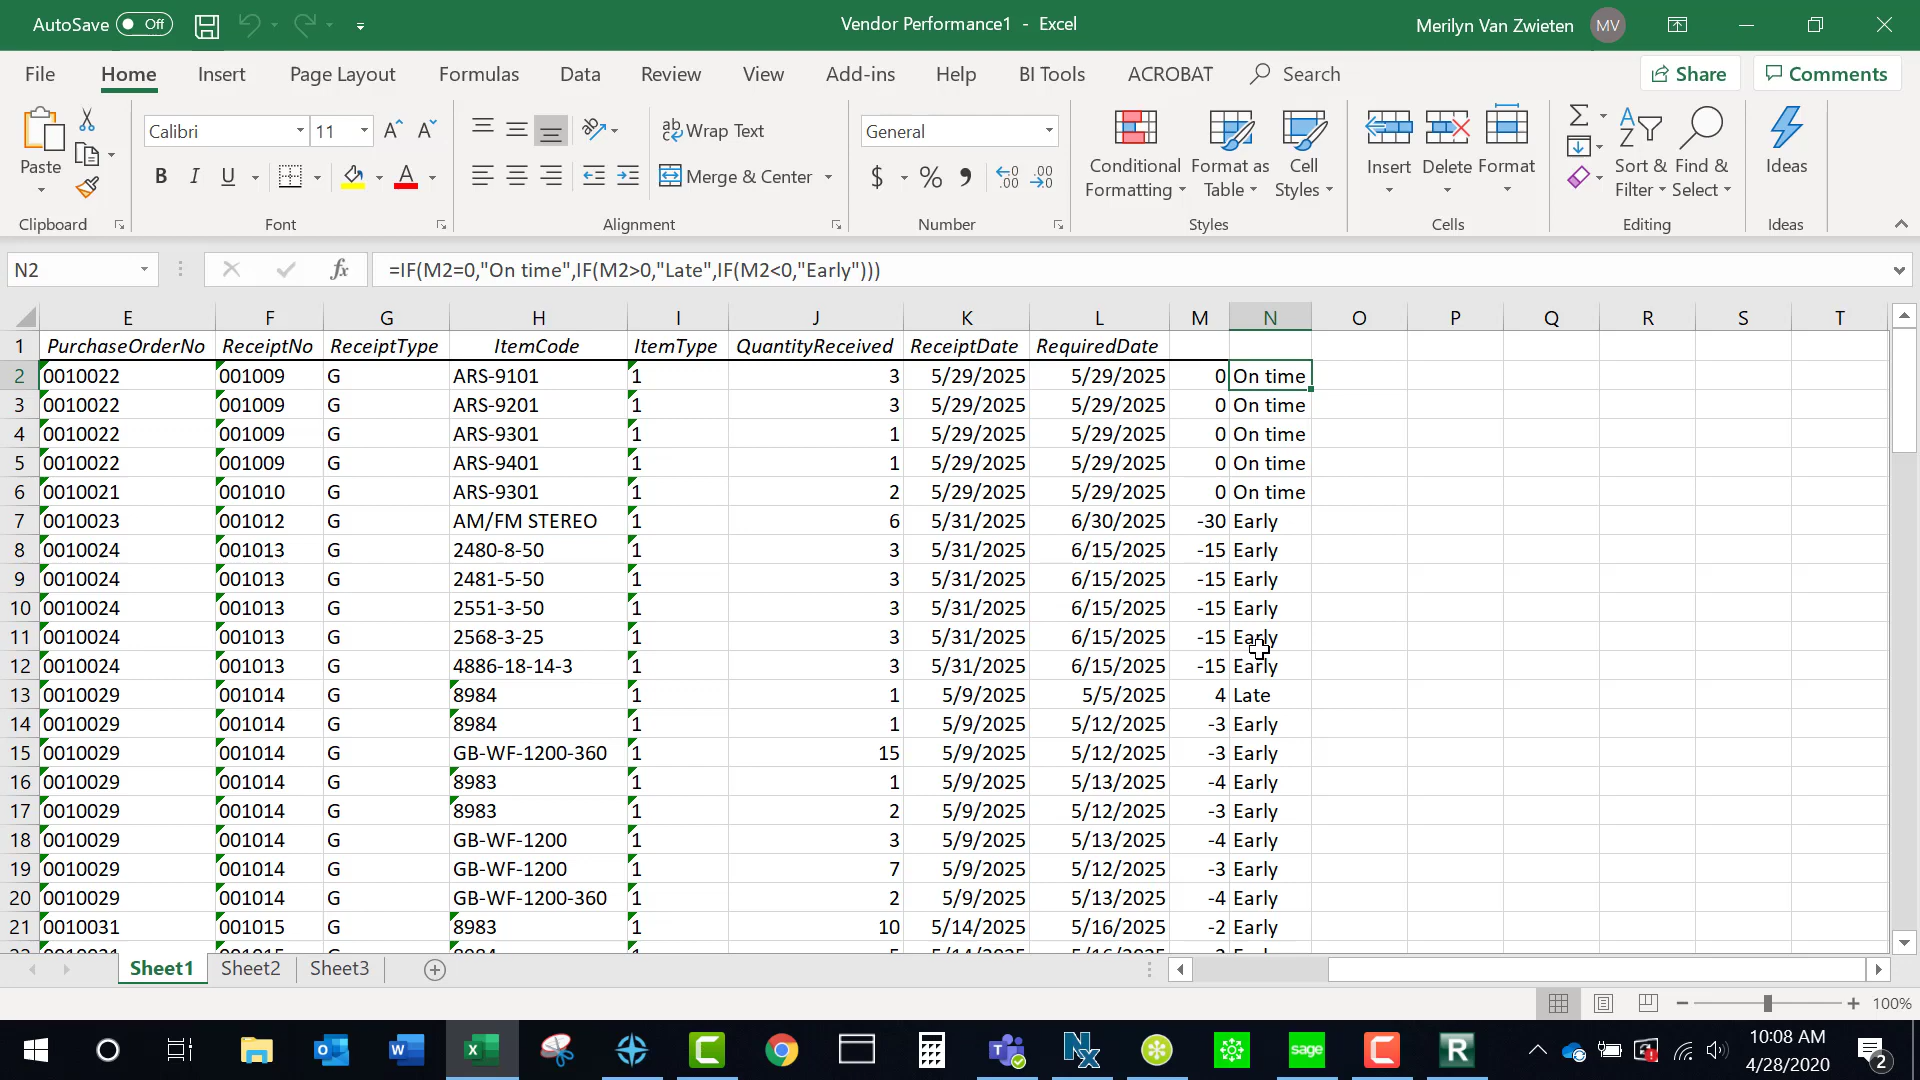 AutoSave Off Vendor Performance1 - Excel Merilyn Van Zwieten MV
File Home Insert Page Layout Formulas Data Review View Add-ins Help BI Tools ACROBAT Search Share Comments
Calibri 11 Wrap Text General
Paste Merge & Center $ % Conditional Formatting Format as Table Cell Styles Insert Delete Format Sort & Filter Find & Select Ideas
Clipboard Font Alignment Number Styles Cells Editing Ideas
N2 fx =IF(M2=0,"On time",IF(M2>0,"Late",IF(M2<0,"Early")))
E F G H I J K L M N O P Q R S T
1 PurchaseOrderNo ReceiptNo ReceiptType ItemCode ItemType QuantityReceived ReceiptDate RequiredDate
2 0010022 001009 G ARS-9101 1 3 5/29/2025 5/29/2025 0 On time
3 0010022 001009 G ARS-9201 1 3 5/29/2025 5/29/2025 0 On time
4 0010022 001009 G ARS-9301 1 1 5/29/2025 5/29/2025 0 On time
5 0010022 001009 G ARS-9401 1 1 5/29/2025 5/29/2025 0 On time
6 0010021 001010 G ARS-9301 1 2 5/29/2025 5/29/2025 0 On time
7 0010023 001012 G AM/FM STEREO 1 6 5/31/2025 6/30/2025 -30 Early
8 0010024 001013 G 2480-8-50 1 3 5/31/2025 6/15/2025 -15 Early
9 0010024 001013 G 2481-5-50 1 3 5/31/2025 6/15/2025 -15 Early
10 0010024 001013 G 2551-3-50 1 3 5/31/2025 6/15/2025 -15 Early
11 0010024 001013 G 2568-3-25 1 3 5/31/2025 6/15/2025 -15 Early
12 0010024 001013 G 4886-18-14-3 1 3 5/31/2025 6/15/2025 -15 Early
13 0010029 001014 G 8984 1 1 5/9/2025 5/5/2025 4 Late
14 0010029 001014 G 8984 1 1 5/9/2025 5/12/2025 -3 Early
15 0010029 001014 G GB-WF-1200-360 1 15 5/9/2025 5/12/2025 -3 Early
16 0010029 001014 G 8983 1 1 5/9/2025 5/13/2025 -4 Early
17 0010029 001014 G 8983 1 2 5/9/2025 5/12/2025 -3 Early
18 0010029 001014 G GB-WF-1200 1 3 5/9/2025 5/13/2025 -4 Early
19 0010029 001014 G GB-WF-1200 1 7 5/9/2025 5/12/2025 -3 Early
20 0010029 001014 G GB-WF-1200-360 1 2 5/9/2025 5/13/2025 -4 Early
21 0010031 001015 G 8983 1 10 5/14/2025 5/16/2025 -2 Early
Sheet1 Sheet2 Sheet3
100%
sage 10:08 AM
4/28/2020 2